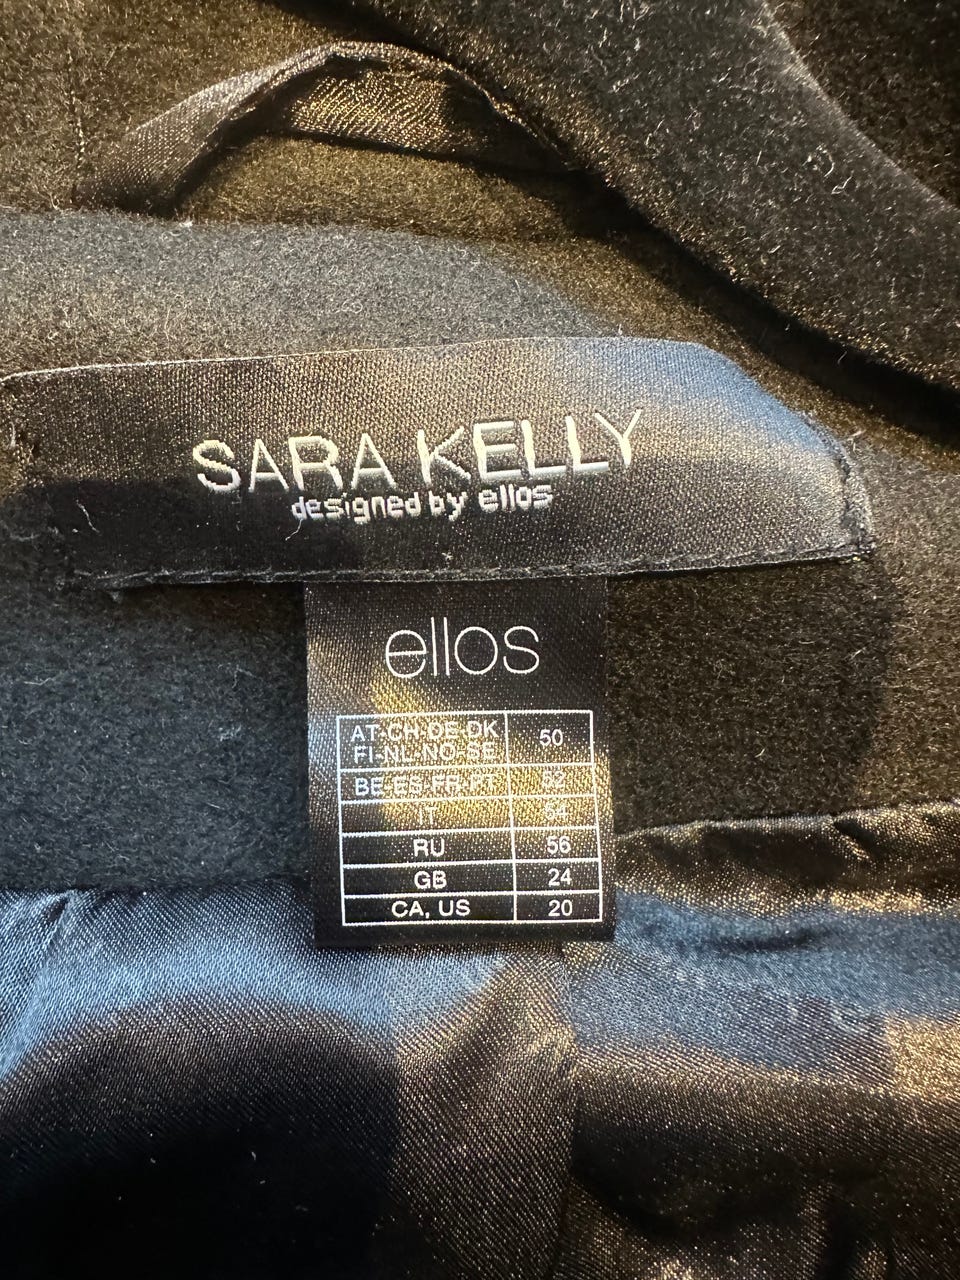 SARA KELLY
designed by ellos
ellos
AT-CH-DE-DK
FI-NL-NO-SE 50
BE-ES-FR-PT 52
IT 54
RU 56
GB 24
CA, US 20